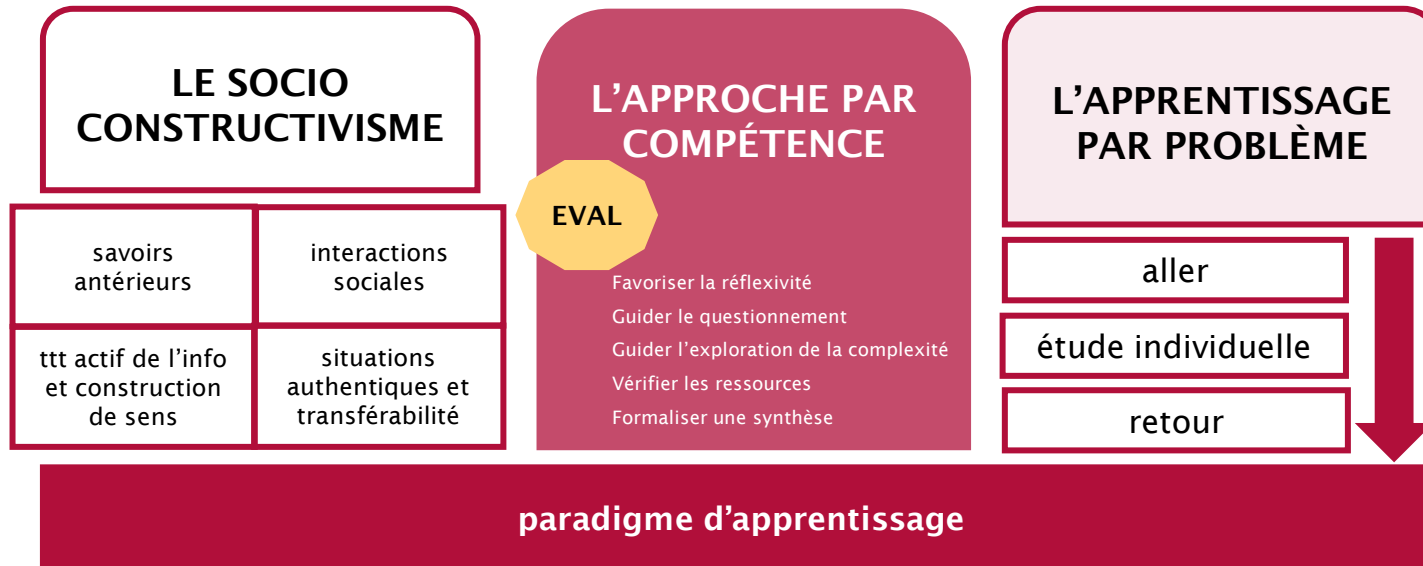 LE SOCIO
CONSTRUCTIVISME
savoirs
antérieurs
interactions
sociales
ttt actif de l'info
et construction
de sens
situations
authentiques et
transférabilité
L'APPROCHE PAR
COMPÉTENCE
EVAL
Favoriser la réflexivité
Guider le questionnement
Guider l'exploration de la complexité
Vérifier les ressources
Formaliser une synthèse
L'APPRENTISSAGE
PAR PROBLÈME
aller
étude individuelle
retour
paradigme d'apprentissage